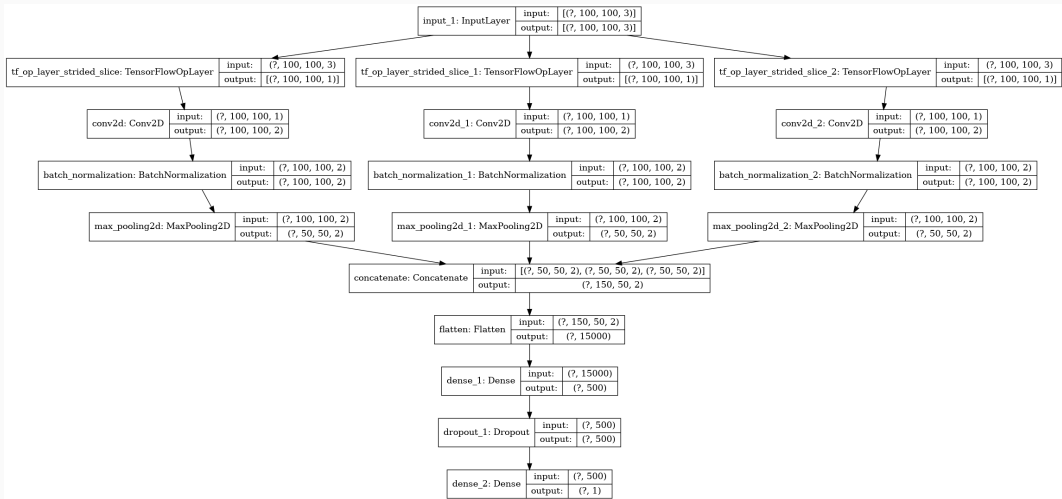 input_1: InputLayer
input: [(?, 100, 100, 3)]
output: [(?, 100, 100, 3)]
tf_op_layer_strided_slice: TensorFlowOpLayer
input: (?, 100, 100, 3)
output: [(?, 100, 100, 1)]
tf_op_layer_strided_slice_1: TensorFlowOpLayer
input: (?, 100, 100, 3)
output: [(?, 100, 100, 1)]
tf_op_layer_strided_slice_2: TensorFlowOpLayer
input: (?, 100, 100, 3)
output: [(?, 100, 100, 1)]
conv2d: Conv2D
input: (?, 100, 100, 1)
output: (?, 100, 100, 2)
conv2d_1: Conv2D
input: (?, 100, 100, 1)
output: (?, 100, 100, 2)
conv2d_2: Conv2D
input: (?, 100, 100, 1)
output: (?, 100, 100, 2)
batch_normalization: BatchNormalization
input: (?, 100, 100, 2)
output: (?, 100, 100, 2)
batch_normalization_1: BatchNormalization
input: (?, 100, 100, 2)
output: (?, 100, 100, 2)
batch_normalization_2: BatchNormalization
input: (?, 100, 100, 2)
output: (?, 100, 100, 2)
max_pooling2d: MaxPooling2D
input: (?, 100, 100, 2)
output: (?, 50, 50, 2)
max_pooling2d_1: MaxPooling2D
input: (?, 100, 100, 2)
output: (?, 50, 50, 2)
max_pooling2d_2: MaxPooling2D
input: (?, 100, 100, 2)
output: (?, 50, 50, 2)
concatenate: Concatenate
input: [(?, 50, 50, 2), (?, 50, 50, 2), (?, 50, 50, 2)]
output: (?, 150, 50, 2)
flatten: Flatten
input: (?, 150, 50, 2)
output: (?, 15000)
dense_1: Dense
input: (?, 15000)
output: (?, 500)
dropout_1: Dropout
input: (?, 500)
output: (?, 500)
dense_2: Dense
input: (?, 500)
output: (?, 1)